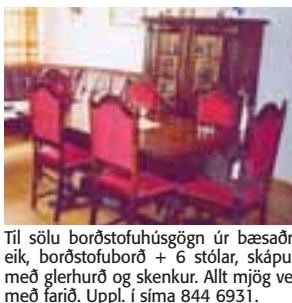 Til sölu borðstofuhúsgögn úr bæsaðr
eik, borðstofuborð + 6 stólar, skápu
með glerhurð og skenkur. Allt mjög ve
með farið. Uppl. í síma 844 6931.